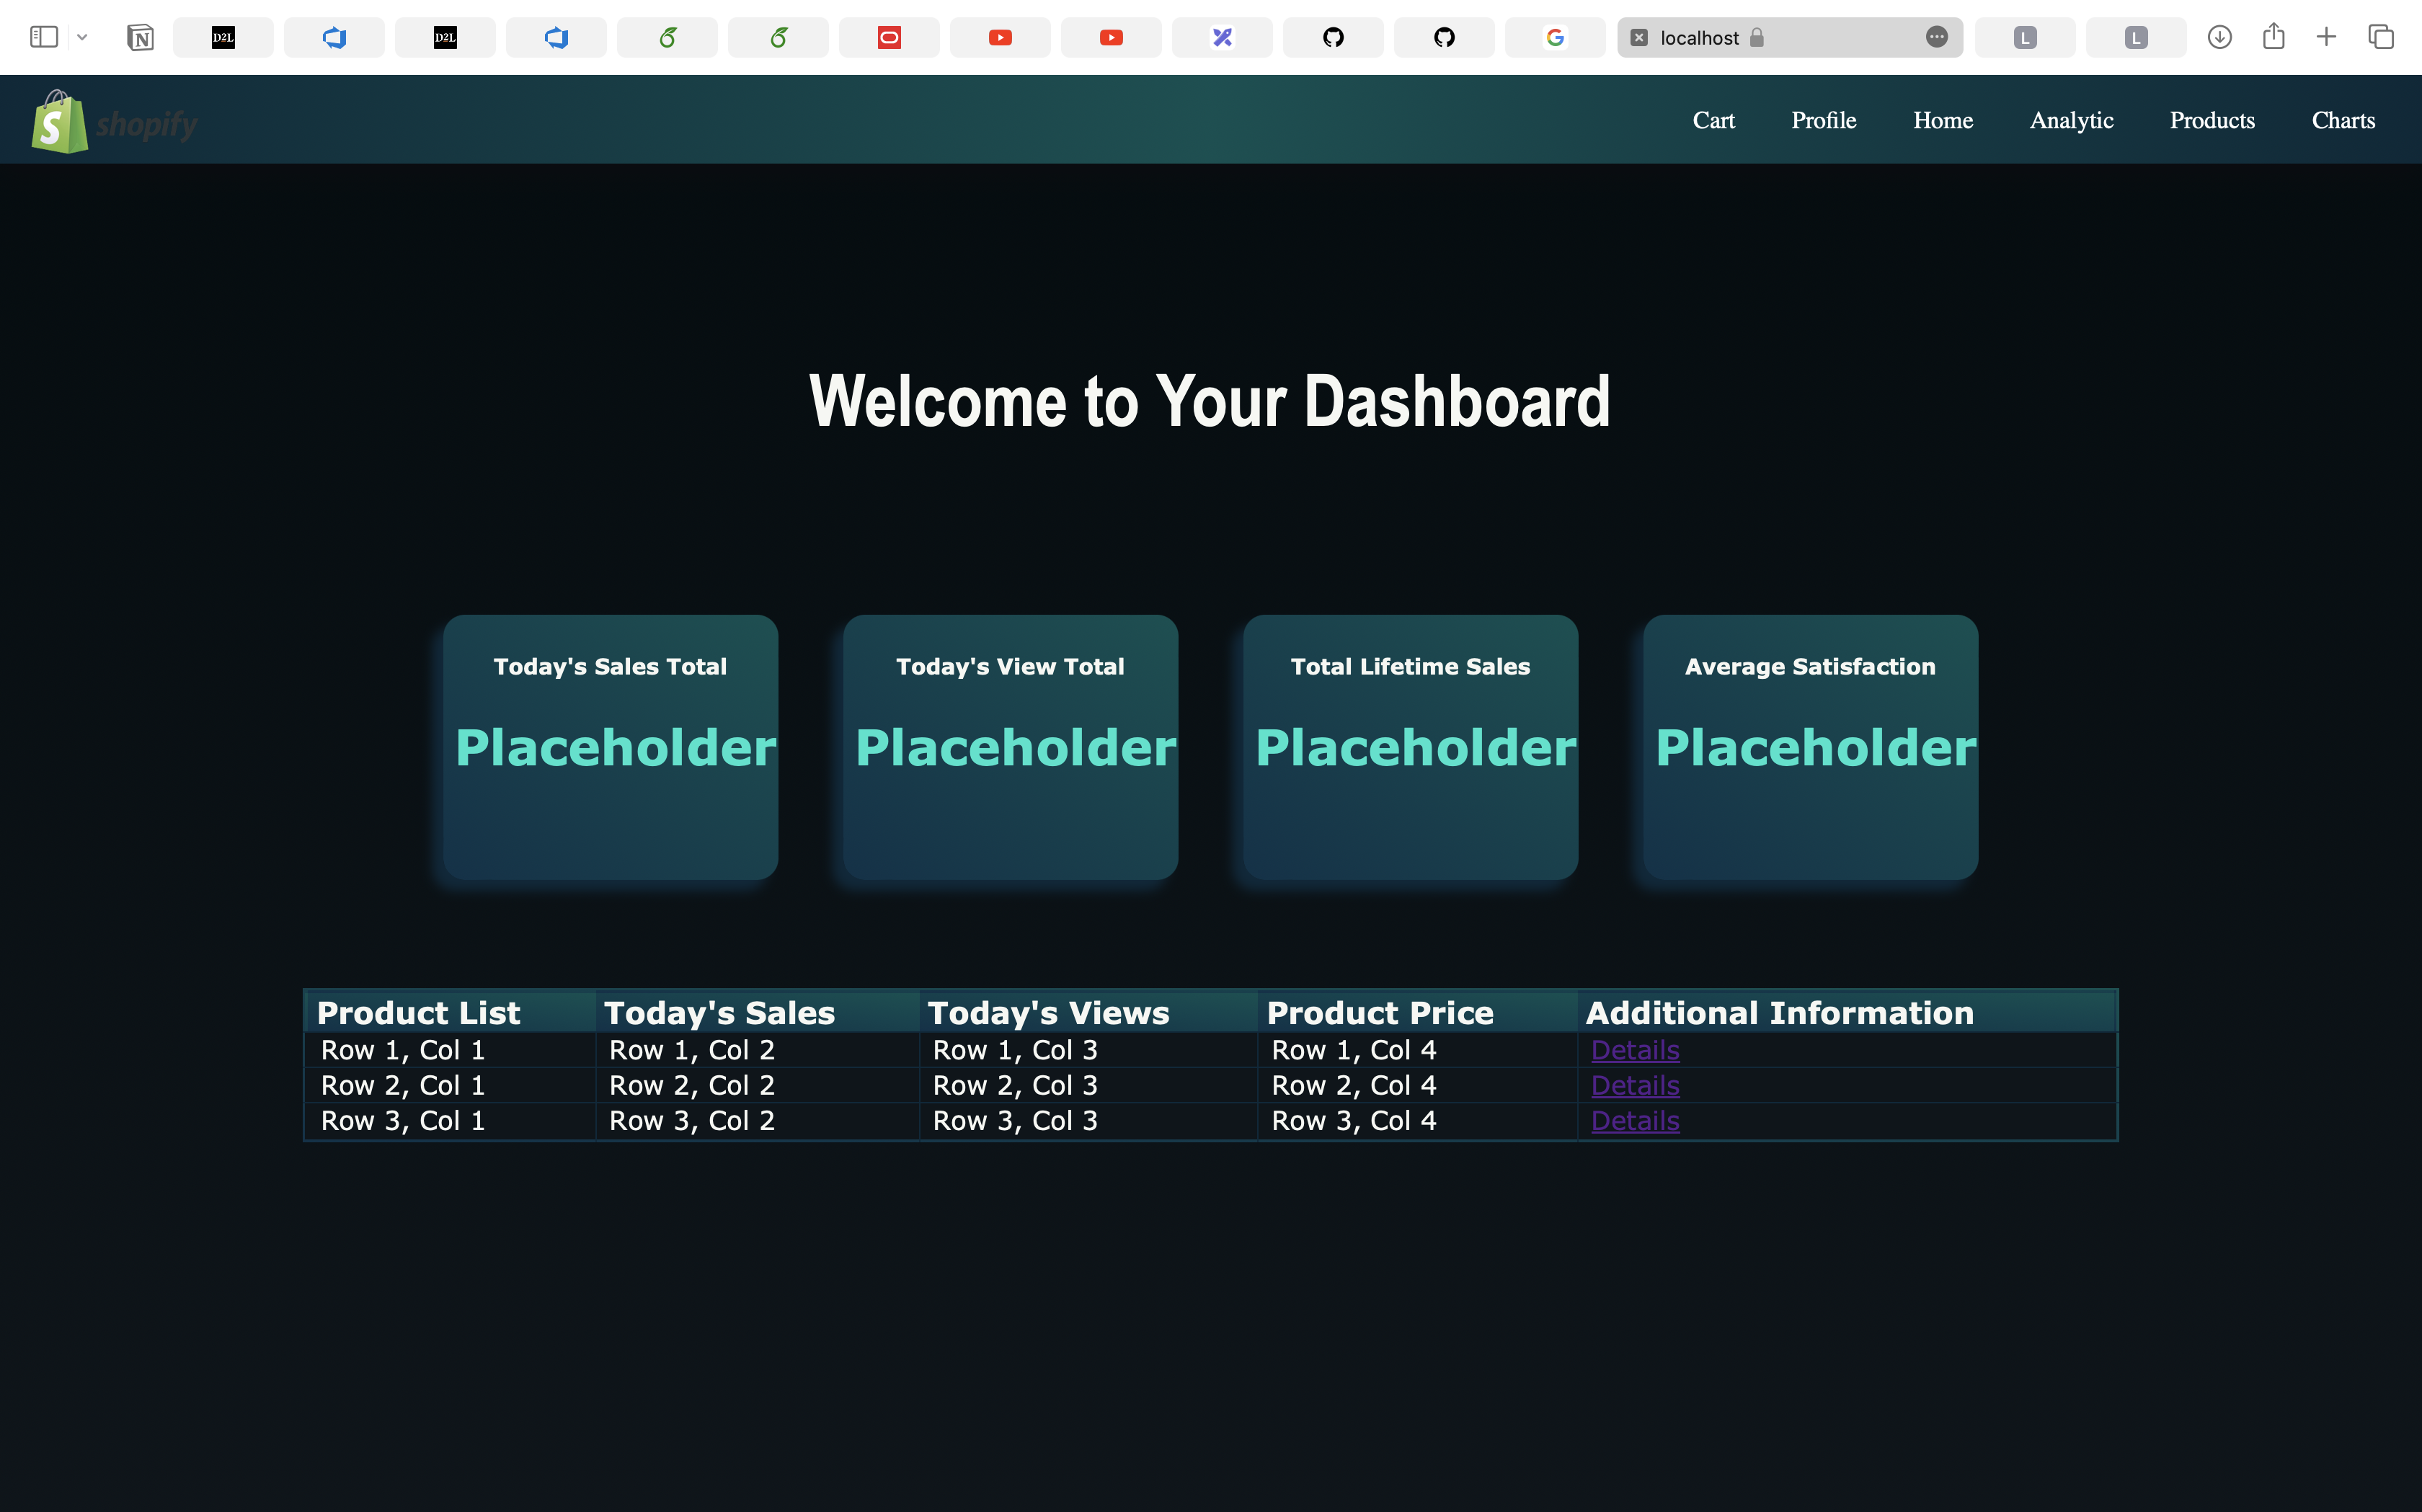 D2L D2L localhost L L
shopify Cart Profile Home Analytic Products Charts
Welcome to Your Dashboard
Today's Sales Total Today's View Total Total Lifetime Sales Average Satisfaction
Placeholder Placeholder Placeholder Placeholder
Product List Today's Sales Today's Views Product Price Additional Information
Row 1, Col 1 Row 1, Col 2 Row 1, Col 3 Row 1, Col 4 Details
Row 2, Col 1 Row 2, Col 2 Row 2, Col 3 Row 2, Col 4 Details
Row 3, Col 1 Row 3, Col 2 Row 3, Col 3 Row 3, Col 4 Details